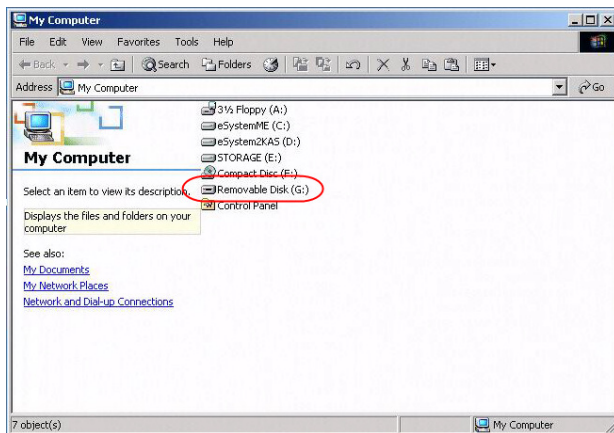 My Computer
File Edit View Favorites Tools Help
Back Search Folders
Address My Computer Go
3½ Floppy (A:)
eSystemME (C:)
eSystem2KAS (D:)
STORAGE (E:)
Compact Disc (F:)
Removable Disk (G:)
Control Panel
My Computer
Select an item to view its description.
Displays the files and folders on your
computer
See also:
My Documents
My Network Places
Network and Dial-up Connections
7 object(s) My Computer